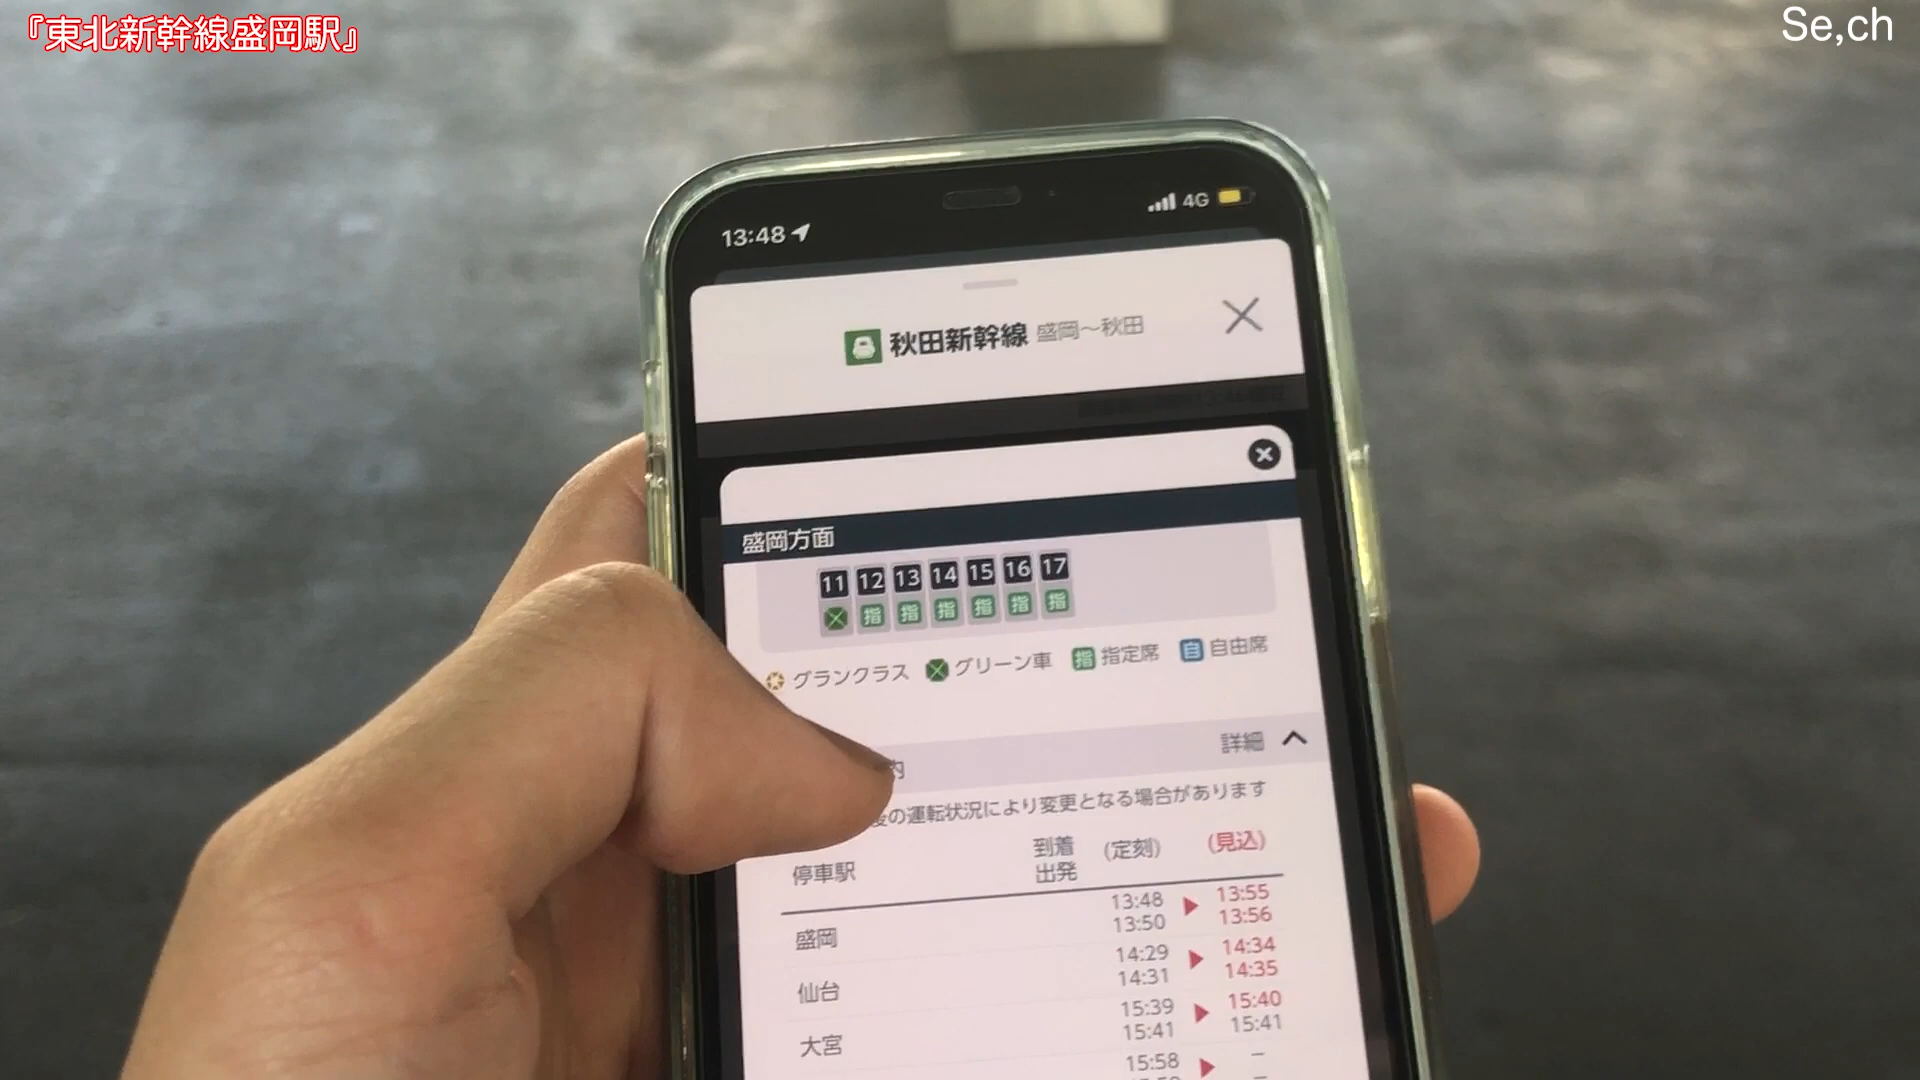 『東北新幹線盛岡駅』
Se,ch
13:48
4G
秋田新幹線 盛岡～秋田
盛岡方面
11 12 13 14 15 16 17
指 指 指 指 指 指
グランクラス グリーン車 指 指定席 自 自由席
内 詳細
後の運転状況により変更となる場合があります
停車駅 到着 出発 (定刻) (見込)
盛岡 13:48 13:55
13:50 13:56
仙台 14:29 14:34
14:31 14:35
大宮 15:39 15:40
15:41 15:41
15:58 –